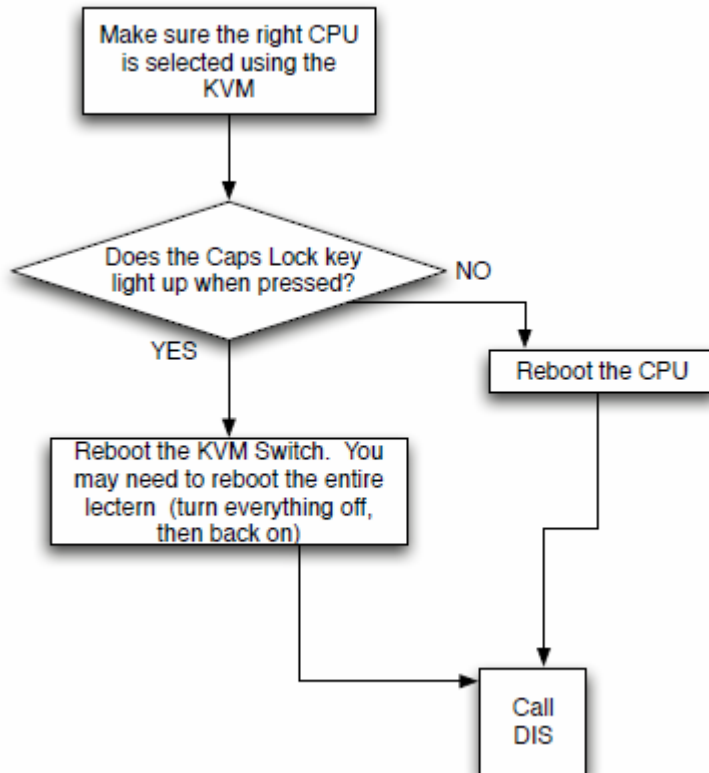 Make sure the right CPU
is selected using the
KVM
Does the Caps Lock key
light up when pressed?
NO
YES
Reboot the CPU
Reboot the KVM Switch.  You
may need to reboot the entire
lectern  (turn everything off,
then back on)
Call
DIS